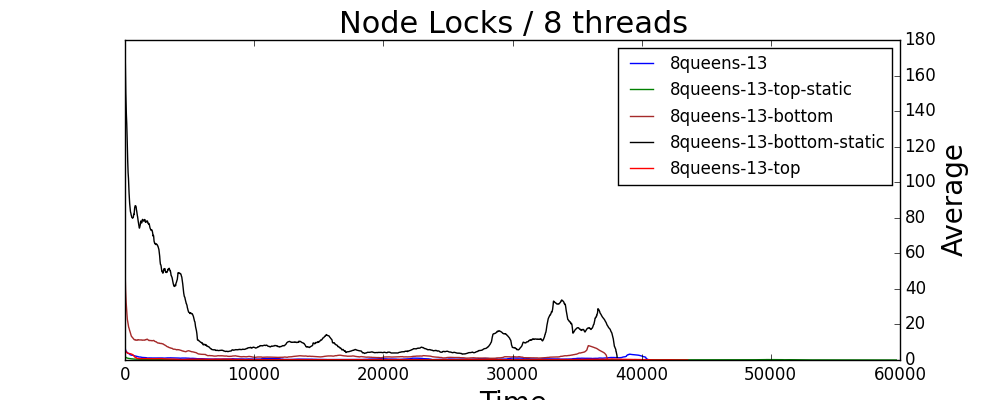 Node Locks / 8 threads
180
160
140
120
100
80
60
40
20
0
Average
8queens-13
8queens-13-top-static
8queens-13-bottom
8queens-13-bottom-static
8queens-13-top
0 10000 20000 30000 40000 50000 60000
Time